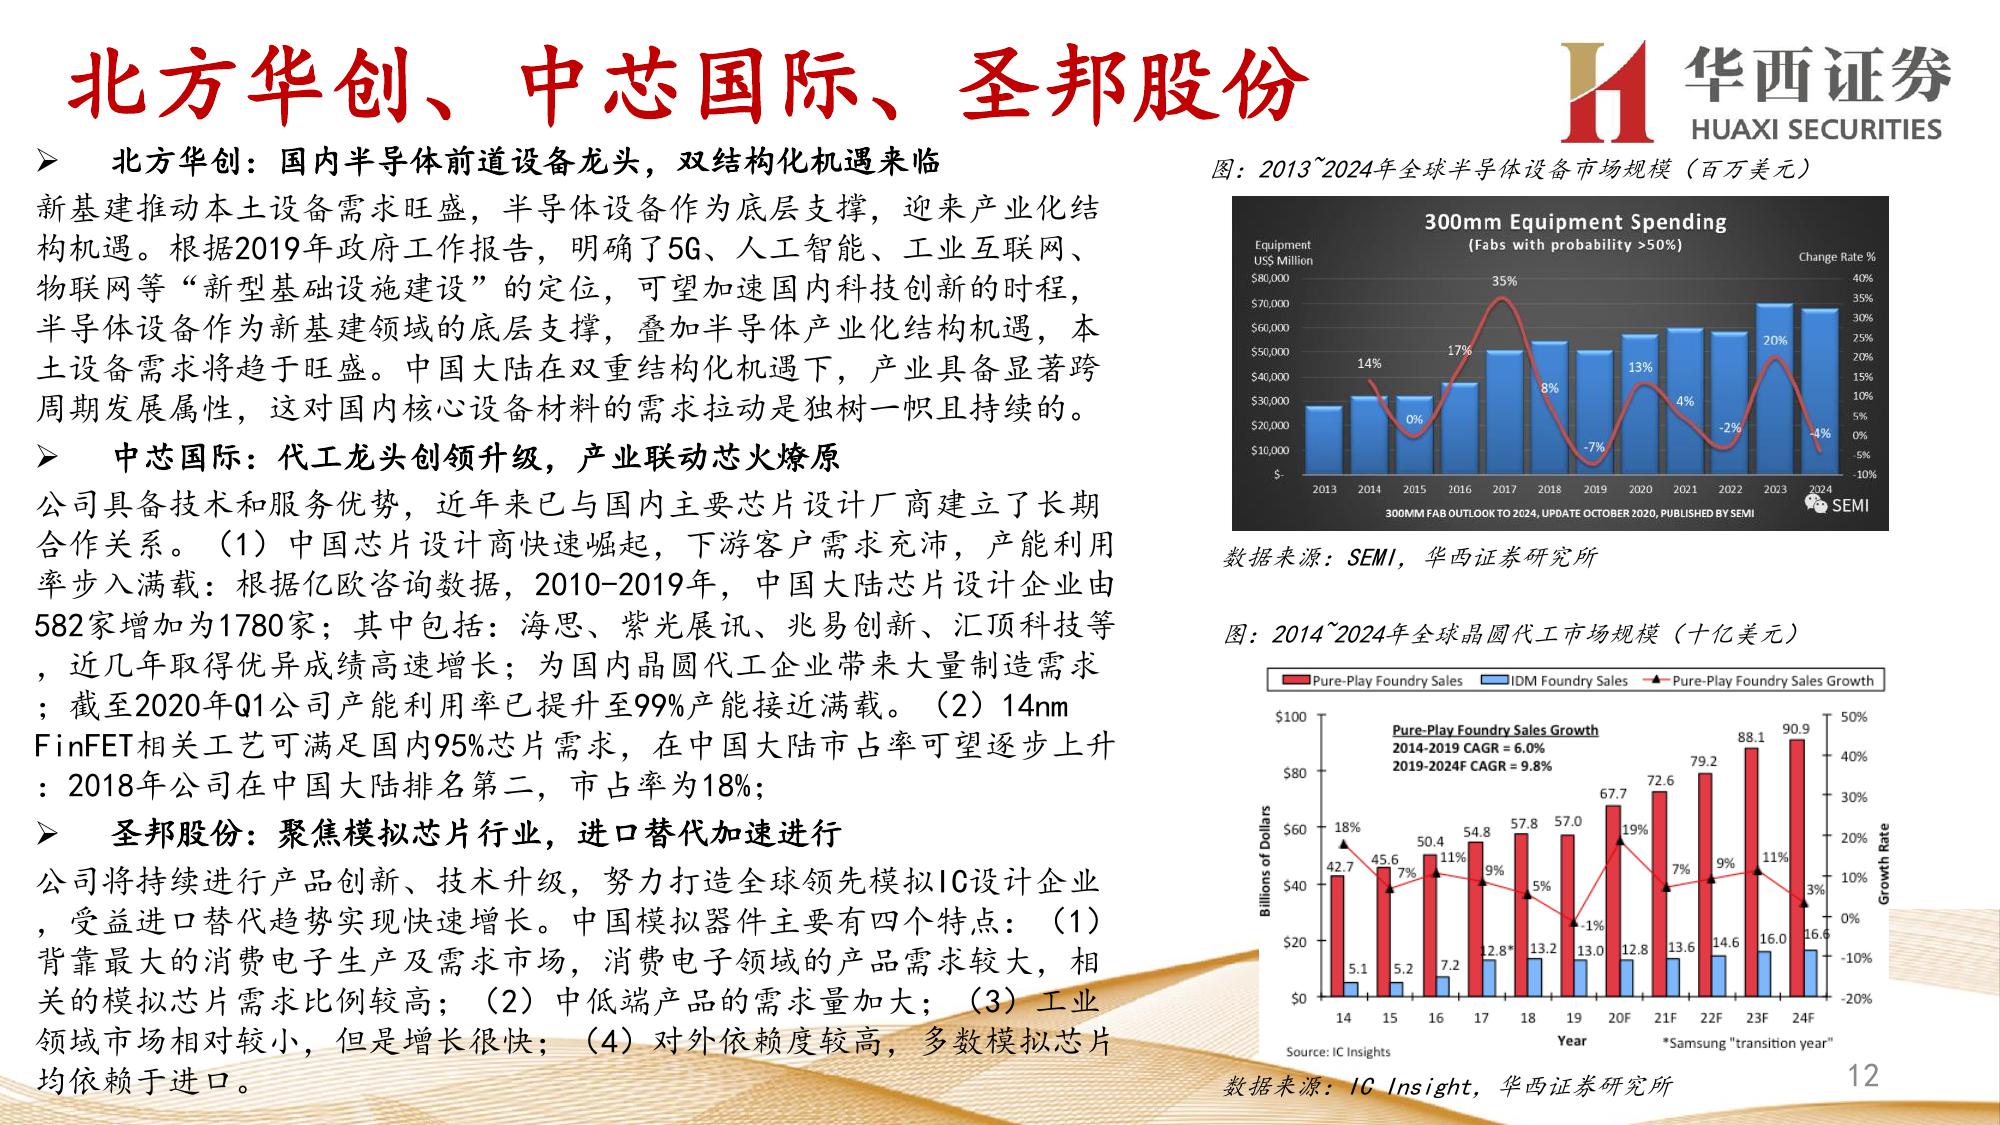 北方华创、中芯国际、圣邦股份
华西证券
HUAXI SECURITIES
➢ 北方华创：国内半导体前道设备龙头，双结构化机遇来临
新基建推动本土设备需求旺盛，半导体设备作为底层支撑，迎来产业化结
构机遇。根据2019年政府工作报告，明确了5G、人工智能、工业互联网、
物联网等“新型基础设施建设”的定位，可望加速国内科技创新的时程，
半导体设备作为新基建领域的底层支撑，叠加半导体产业化结构机遇，本
土设备需求将趋于旺盛。中国大陆在双重结构化机遇下，产业具备显著跨
周期发展属性，这对国内核心设备材料的需求拉动是独树一帜且持续的。
➢ 中芯国际：代工龙头创领升级，产业联动芯火燎原
公司具备技术和服务优势，近年来已与国内主要芯片设计厂商建立了长期
合作关系。（1）中国芯片设计商快速崛起，下游客户需求充沛，产能利用
率步入满载：根据亿欧咨询数据，2010-2019年，中国大陆芯片设计企业由
582家增加为1780家；其中包括：海思、紫光展讯、兆易创新、汇顶科技等
，近几年取得优异成绩高速增长；为国内晶圆代工企业带来大量制造需求
；截至2020年Q1公司产能利用率已提升至99%产能接近满载。（2）14nm
FinFET相关工艺可满足国内95%芯片需求，在中国大陆市占率可望逐步上升
：2018年公司在中国大陆排名第二，市占率为18%；
➢ 圣邦股份：聚焦模拟芯片行业，进口替代加速进行
公司将持续进行产品创新、技术升级，努力打造全球领先模拟IC设计企业
，受益进口替代趋势实现快速增长。中国模拟器件主要有四个特点：（1）
背靠最大的消费电子生产及需求市场，消费电子领域的产品需求较大，相
关的模拟芯片需求比例较高；（2）中低端产品的需求量加大；（3）工业
领域市场相对较小，但是增长很快；（4）对外依赖度较高，多数模拟芯片
均依赖于进口。
图：2013~2024年全球半导体设备市场规模（百万美元）
300mm Equipment Spending
(Fabs with probability >50%)
Equipment
US$ Million
Change Rate %
$80,000
$70,000
$60,000
$50,000
$40,000
$30,000
$20,000
$10,000
$-
14% 0% 17% 35% 8% -7% 13% 4% -2% 20% -4%
40%
35%
30%
25%
20%
15%
10%
5%
0%
-5%
-10%
2013 2014 2015 2016 2017 2018 2019 2020 2021 2022 2023 2024
SEMI
300MM FAB OUTLOOK TO 2024, UPDATE OCTOBER 2020, PUBLISHED BY SEMI
数据来源：SEMI，华西证券研究所
图：2014~2024年全球晶圆代工市场规模（十亿美元）
Pure-Play Foundry Sales IDM Foundry Sales Pure-Play Foundry Sales Growth
Pure-Play Foundry Sales Growth
2014-2019 CAGR = 6.0%
2019-2024F CAGR = 9.8%
Billions of Dollars
$100
$80
$60
$40
$20
$0
42.7 45.6 50.4 54.8 57.8 57.0 67.7 72.6 79.2 88.1 90.9
18% 7% 11% 9% 5% -1% 19% 7% 9% 11% 3%
5.1 5.2 7.2 12.8* 13.2 13.0 12.8 13.6 14.6 16.0 16.6
50%
40%
30%
20%
10%
0%
-10%
-20%
Growth Rate
14 15 16 17 18 19 20F 21F 22F 23F 24F
Year
*Samsung "transition year"
Source: IC Insights
数据来源：IC Insight，华西证券研究所
12